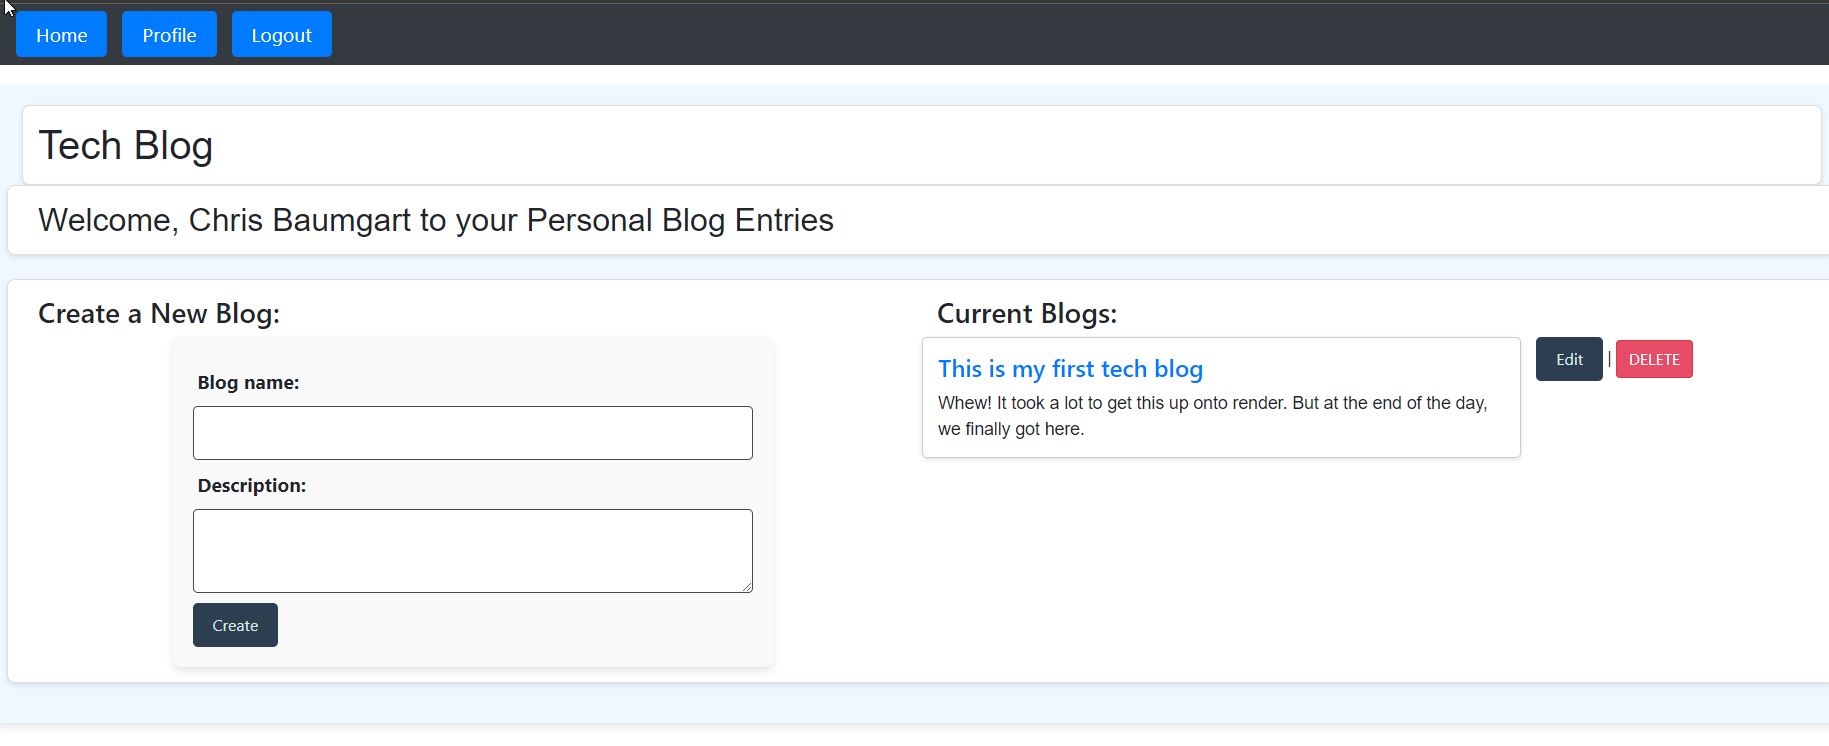 Home Profile Logout
Tech Blog
Welcome, Chris Baumgart to your Personal Blog Entries
Create a New Blog:
Blog name:
Description:
Create
Current Blogs:
This is my first tech blog
Whew! It took a lot to get this up onto render. But at the end of the day,
we finally got here.
Edit | DELETE